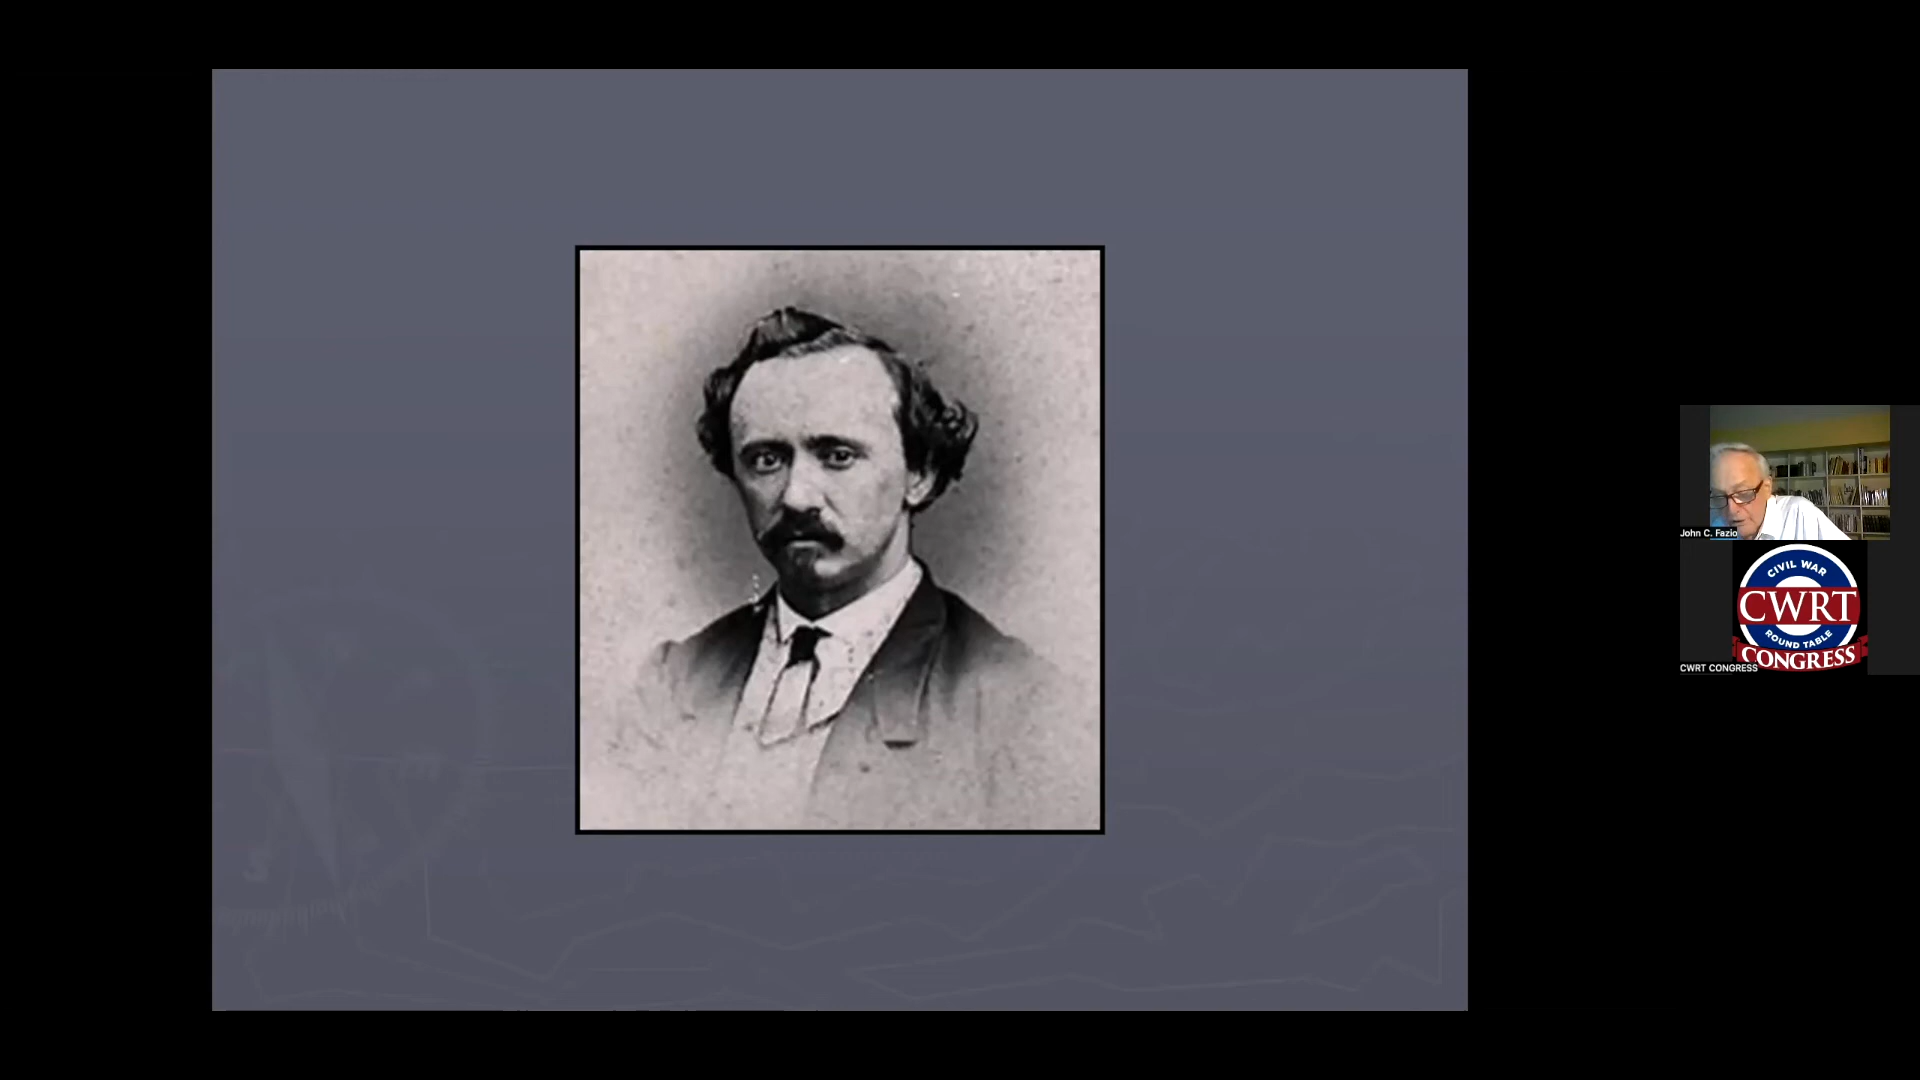 John C. Fazio
CIVIL WAR
CWRT
ROUND TABLE
CONGRESS
CWRT CONGRESS